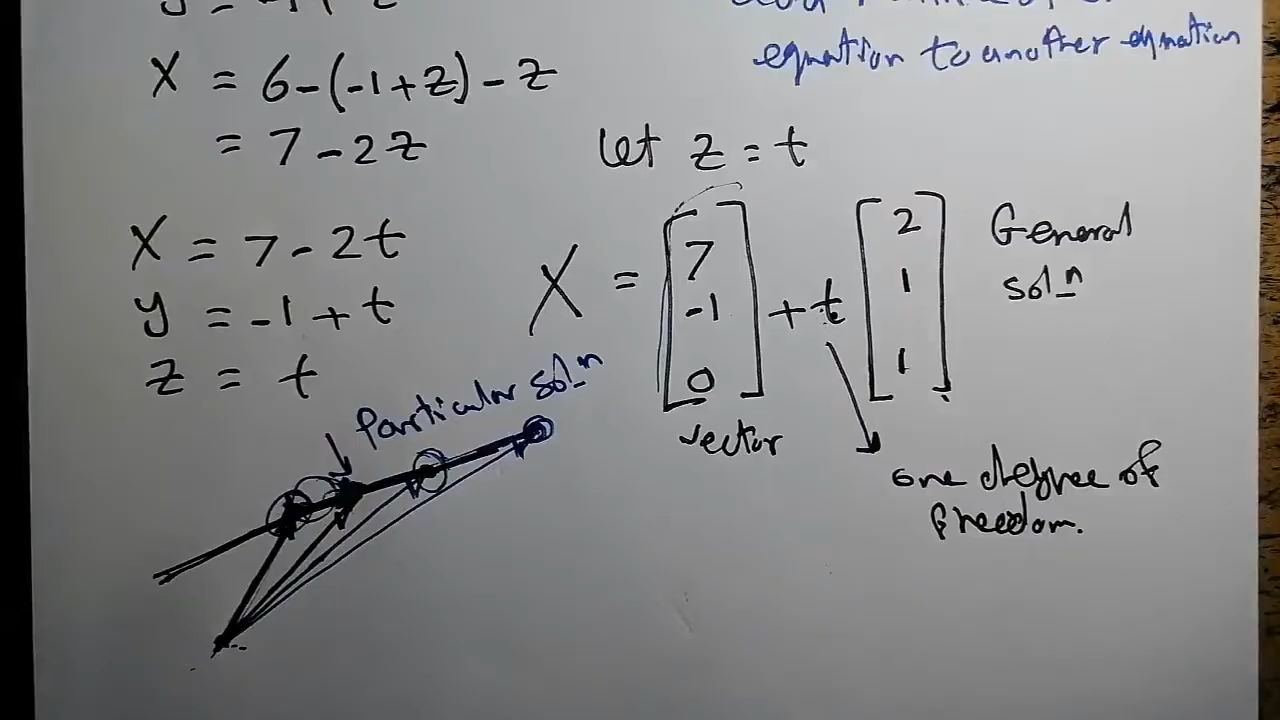 equation to another equation
X = 6-(-1+z)-z
= 7-2z
let z = t
X = 7-2t
y = -1+t
z = t
X = [7 -1 0] + t [2 1 1]
General
solⁿ
vector
Particular solⁿ
one degree of
freedom.